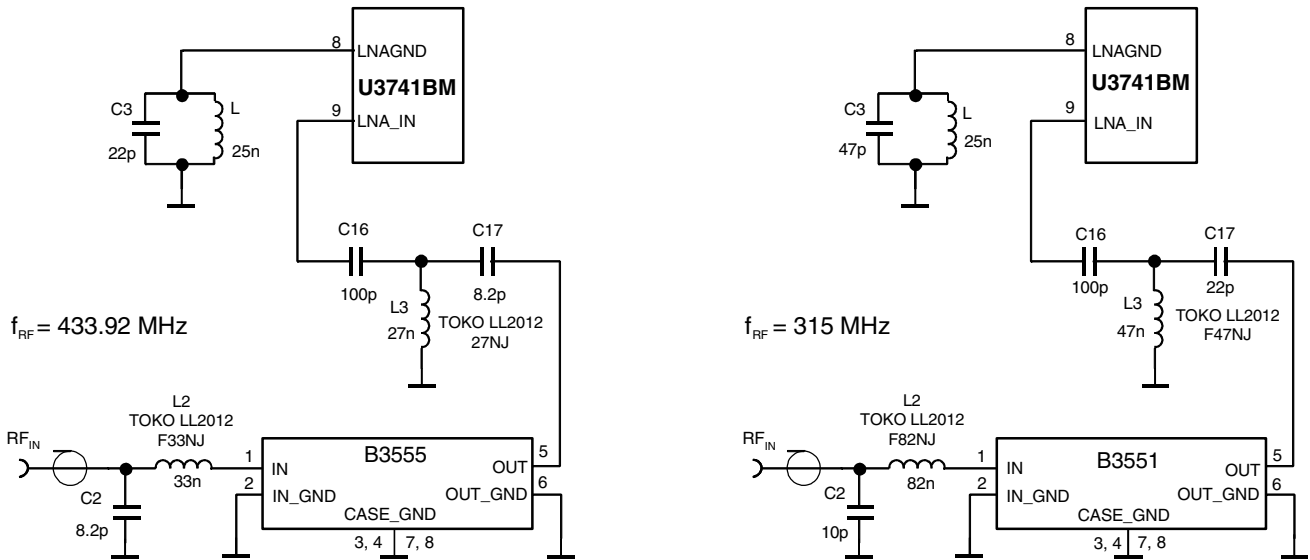 8
LNAGND
U3741BM
C3
L
9
LNA_IN
22p
25n
C16
C17
100p
8.2p
L3
27n
TOKO LL2012
27NJ
fRF = 433.92 MHz
L2
TOKO LL2012
F33NJ
RFIN
33n
C2
8.2p
1
IN
2
IN_GND
B3555
OUT
5
OUT_GND
6
CASE_GND
3, 4
7, 8
8
LNAGND
U3741BM
C3
L
9
LNA_IN
47p
25n
C16
C17
100p
22p
L3
47n
TOKO LL2012
F47NJ
fRF = 315 MHz
L2
TOKO LL2012
F82NJ
RFIN
82n
C2
10p
1
IN
2
IN_GND
B3551
OUT
5
OUT_GND
6
CASE_GND
3, 4
7, 8